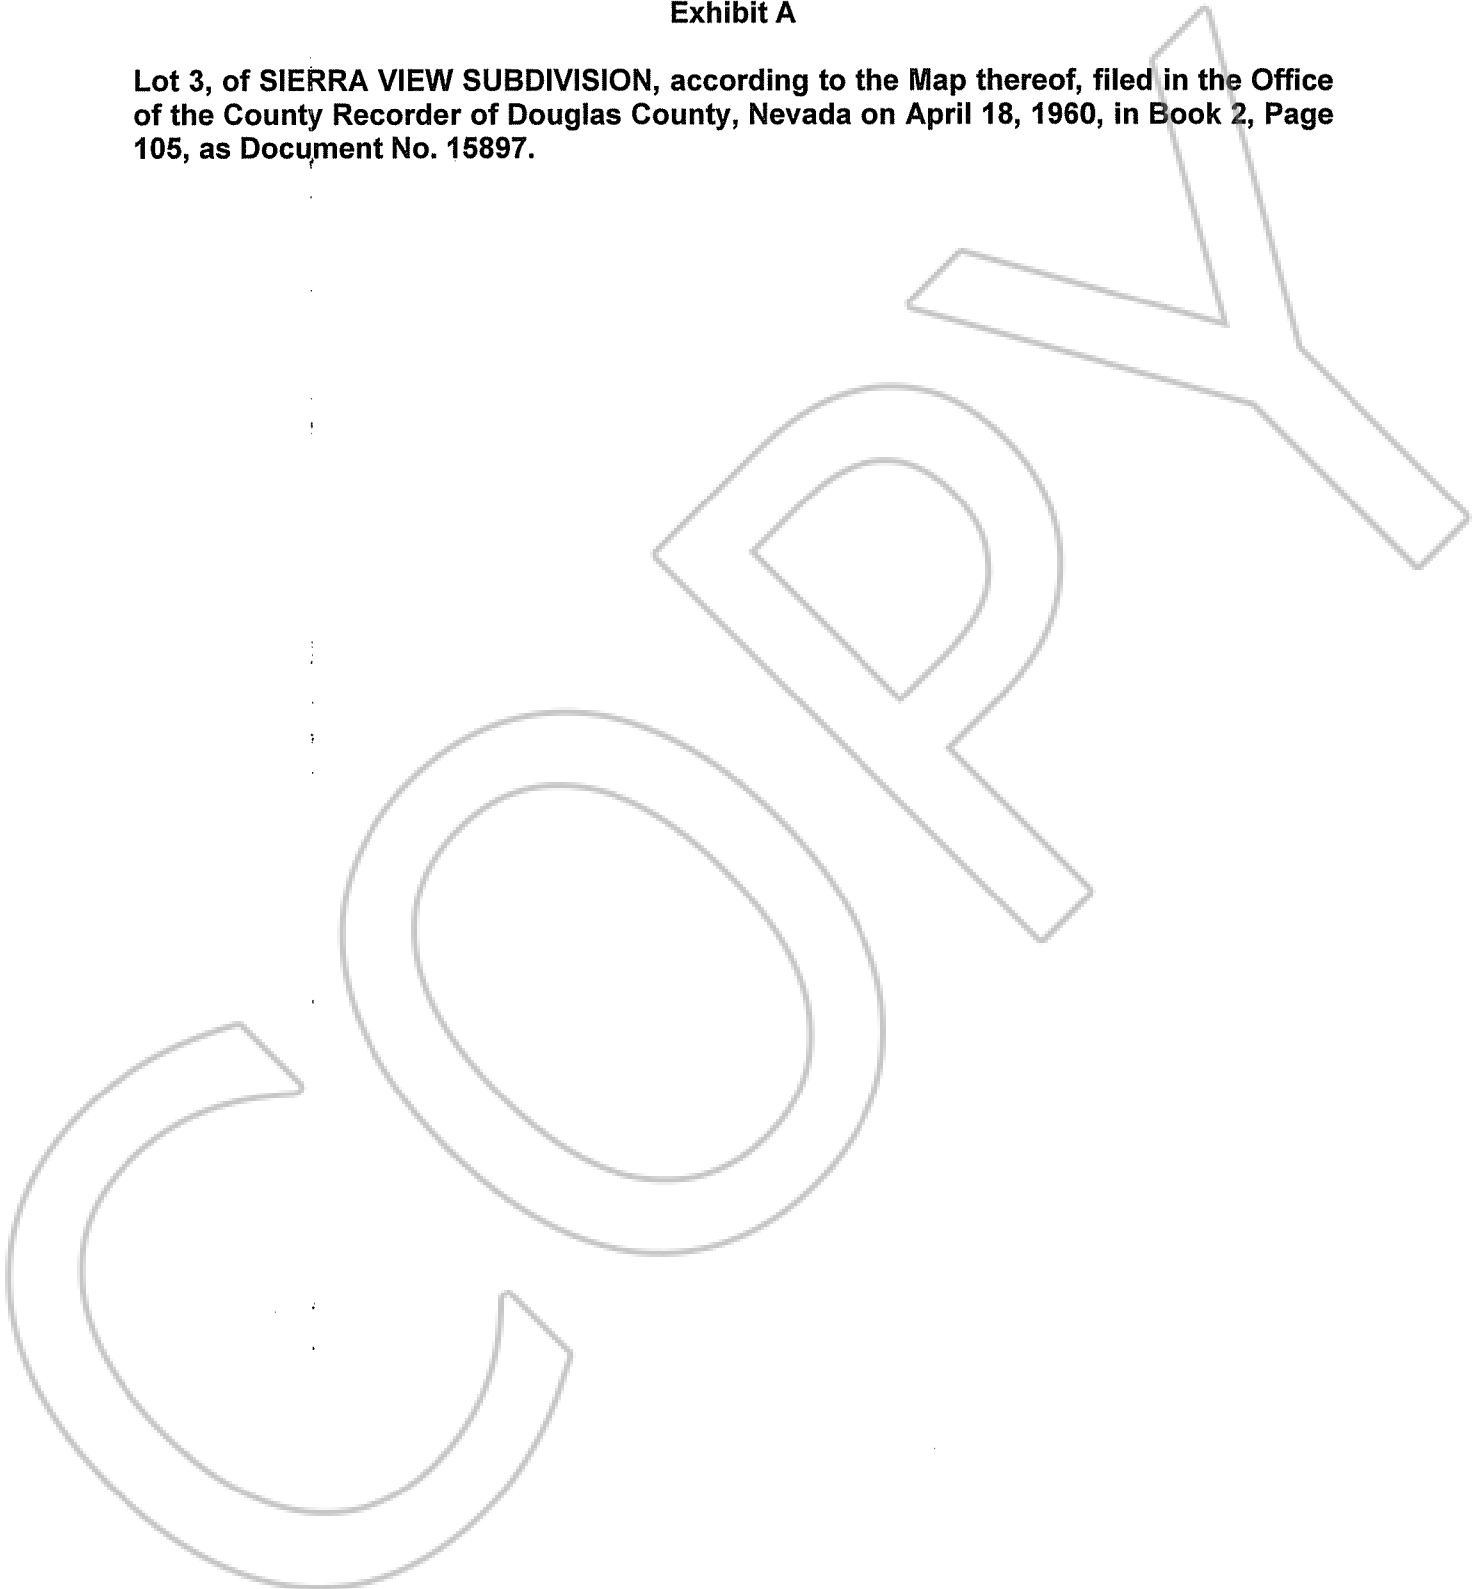 Exhibit A
Lot 3, of SIERRA VIEW SUBDIVISION, according to the Map thereof, filed in the Office
of the County Recorder of Douglas County, Nevada on April 18, 1960, in Book 2, Page
105, as Document No. 15897.
COPY